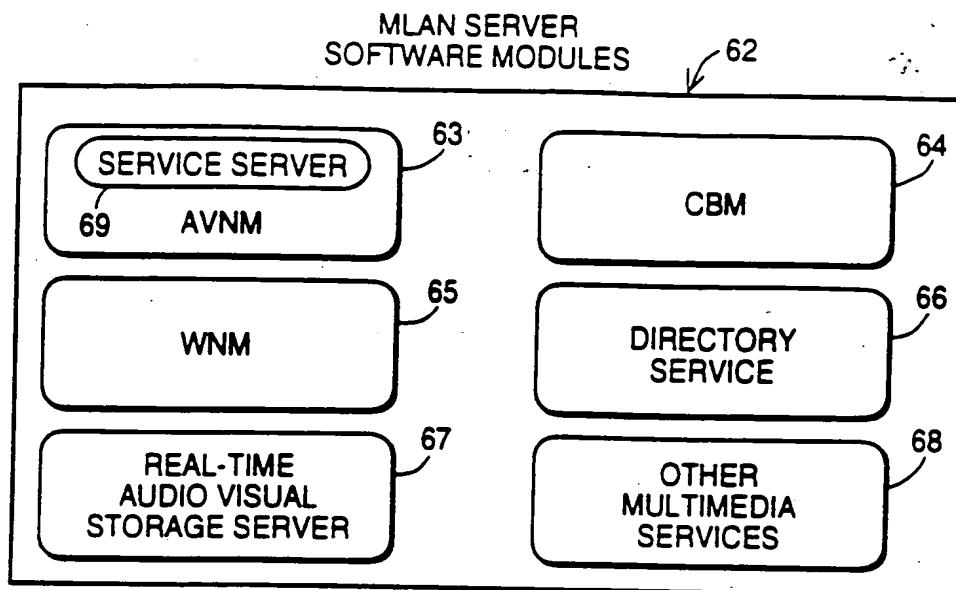 MLAN SERVER
SOFTWARE MODULES
62
SERVICE SERVER
63
69
AVNM
CBM
64
WNM
65
DIRECTORY
SERVICE
66
REAL-TIME
AUDIO VISUAL
STORAGE SERVER
67
OTHER
MULTIMEDIA
SERVICES
68